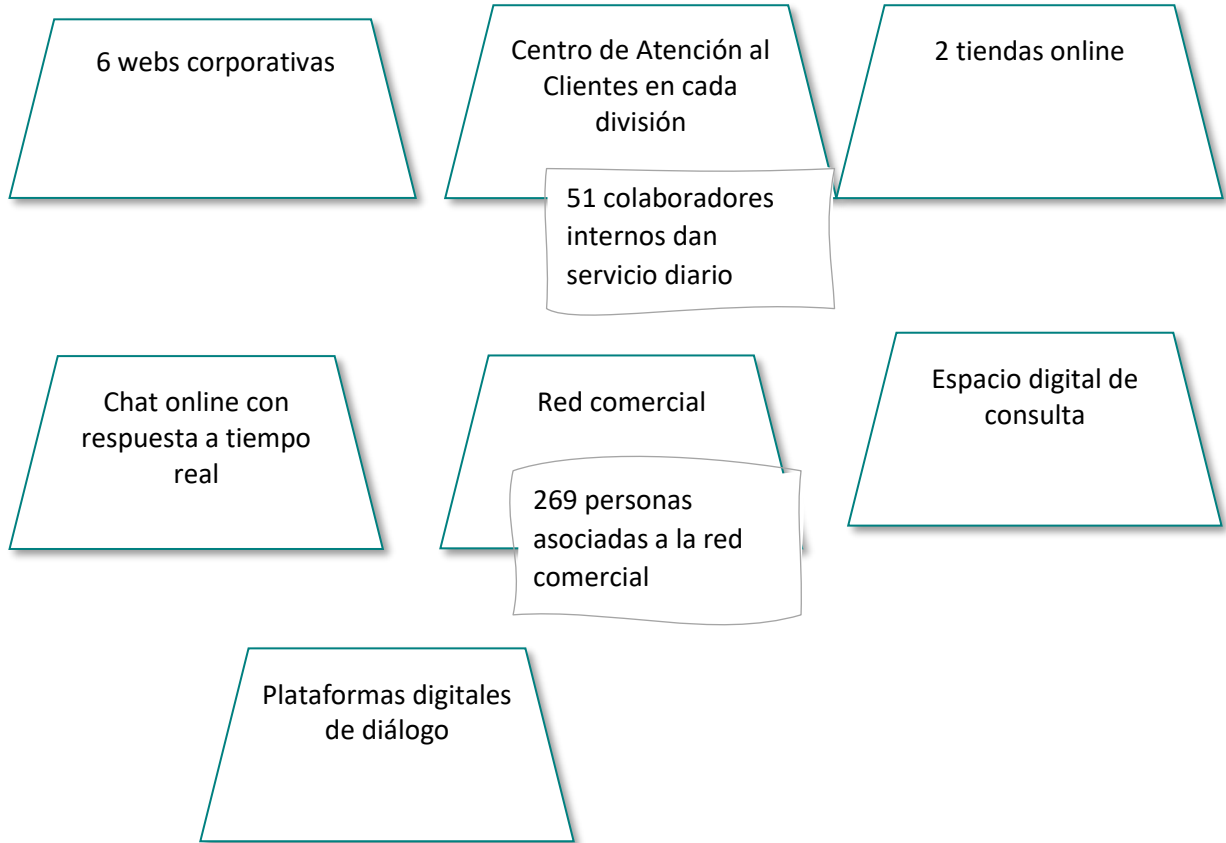 6 webs corporativas
Centro de Atención al
Clientes en cada
división
51 colaboradores
internos dan
servicio diario
2 tiendas online
Chat online con
respuesta a tiempo
real
Red comercial
269 personas
asociadas a la red
comercial
Espacio digital de
consulta
Plataformas digitales
de diálogo